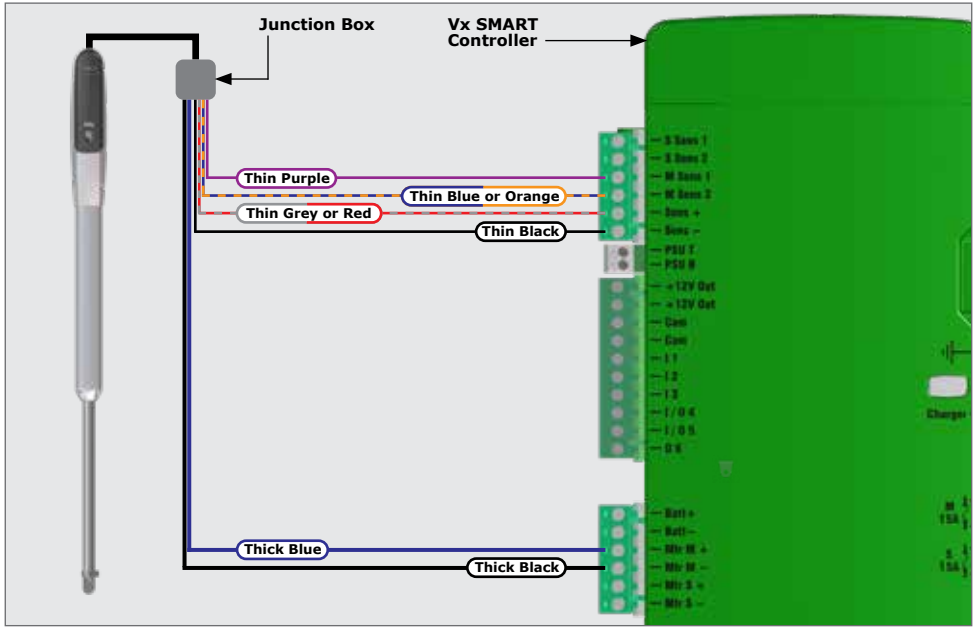 Junction Box
Vx SMART
Controller
S Sens 1
S Sens 2
M Sens 1
M Sens 2
Sens +
Sens –
PSU T
PSU N
+12V Out
+12V Out
Com
Com
I 1
I 2
I 3
I / O 4
I / O 5
O 6
Charger
Thin Purple
Thin Blue or Orange
Thin Grey or Red
Thin Black
Batt+
Batt–
Mtr M +
Mtr M –
Mtr S +
Mtr S –
M
15A
S
15A
Thick Blue
Thick Black